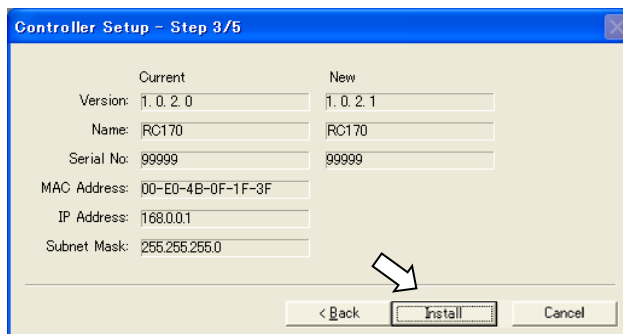 Controller Setup - Step 3/5
Current New
Version: 1. 0. 2. 0 1. 0. 2. 1
Name: RC170 RC170
Serial No: 99999 99999
MAC Address: 00-E0-4B-0F-1F-3F
IP Address: 168.0.0.1
Subnet Mask: 255.255.255.0
< Back Install Cancel